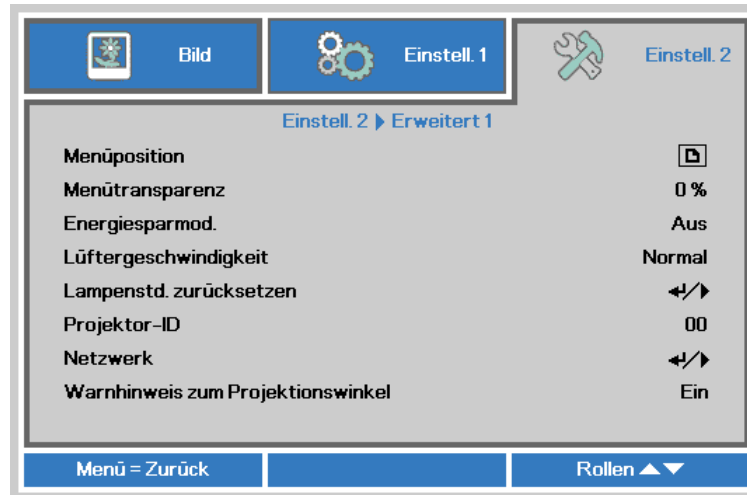 Bild
Einstell. 1
Einstell. 2
Einstell. 2 ▶ Erweitert 1
Menüposition
Menütransparenz 0 %
Energiesparmod. Aus
Lüftergeschwindigkeit Normal
Lampenstd. zurücksetzen ↵/▶
Projektor-ID 00
Netzwerk ↵/▶
Warnhinweis zum Projektionswinkel Ein
Menü = Zurück
Rollen ▲▼